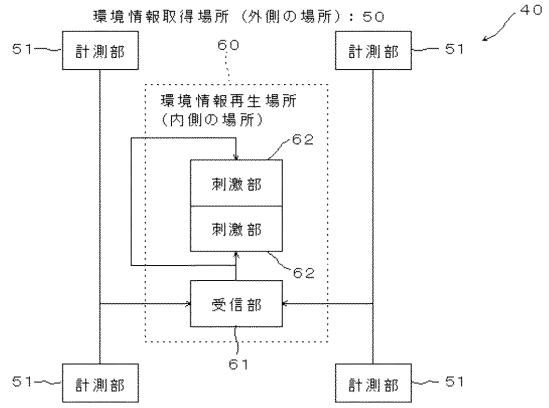 環境情報取得場所（外側の場所）：50
40
51
計測部
計測部
51
60
環境情報再生場所
（内側の場所）
62
刺激部
刺激部
62
受信部
61
51
計測部
計測部
51